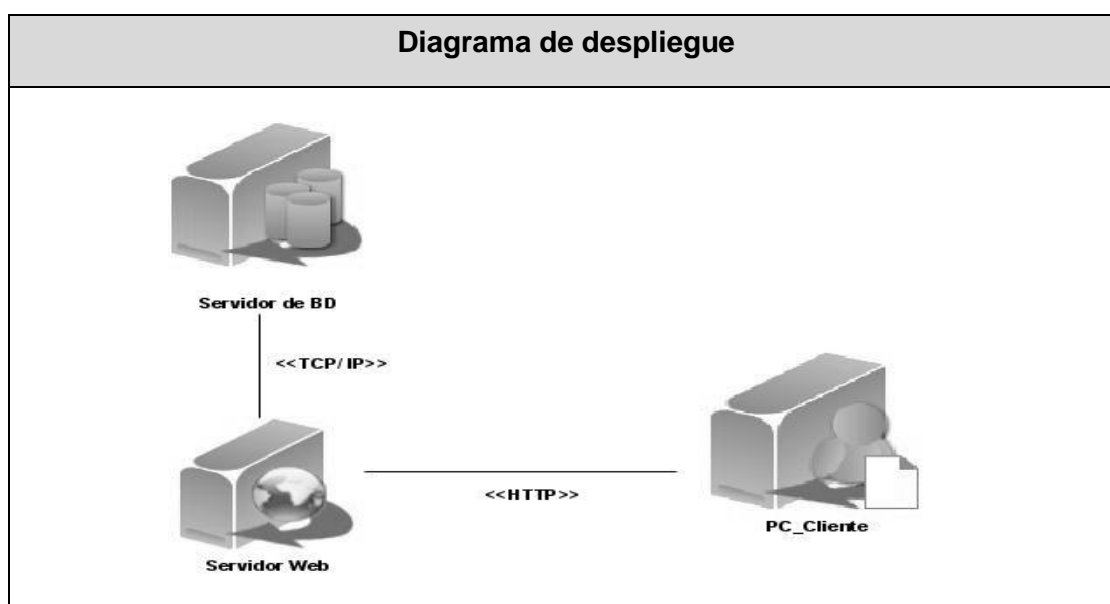 Diagrama de despliegue
Servidor de BD
<<TCP/IP>>
<<HTTP>>
PC_Cliente
Servidor Web